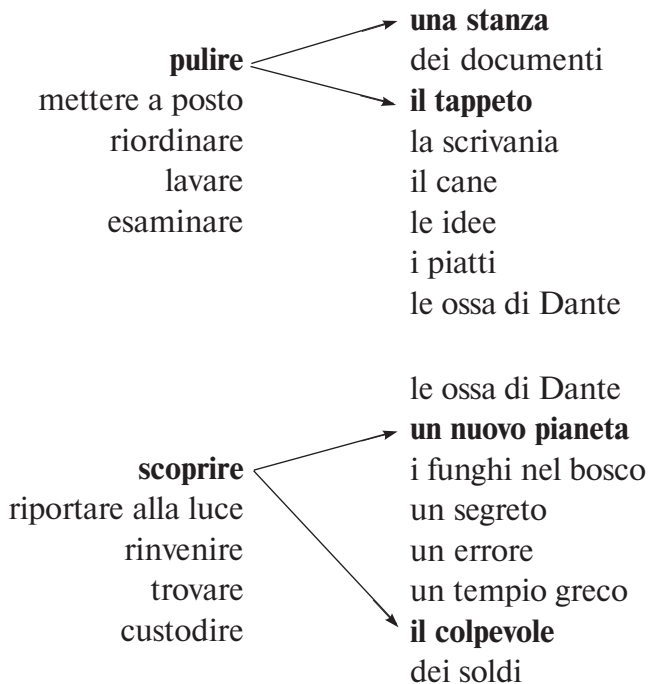 una stanza
pulire
dei documenti
mettere a posto
il tappeto
riordinare
la scrivania
lavare
il cane
esaminare
le idee
i piatti
le ossa di Dante
le ossa di Dante
un nuovo pianeta
scoprire
i funghi nel bosco
riportare alla luce
un segreto
rinvenire
un errore
trovare
un tempio greco
custodire
il colpevole
dei soldi